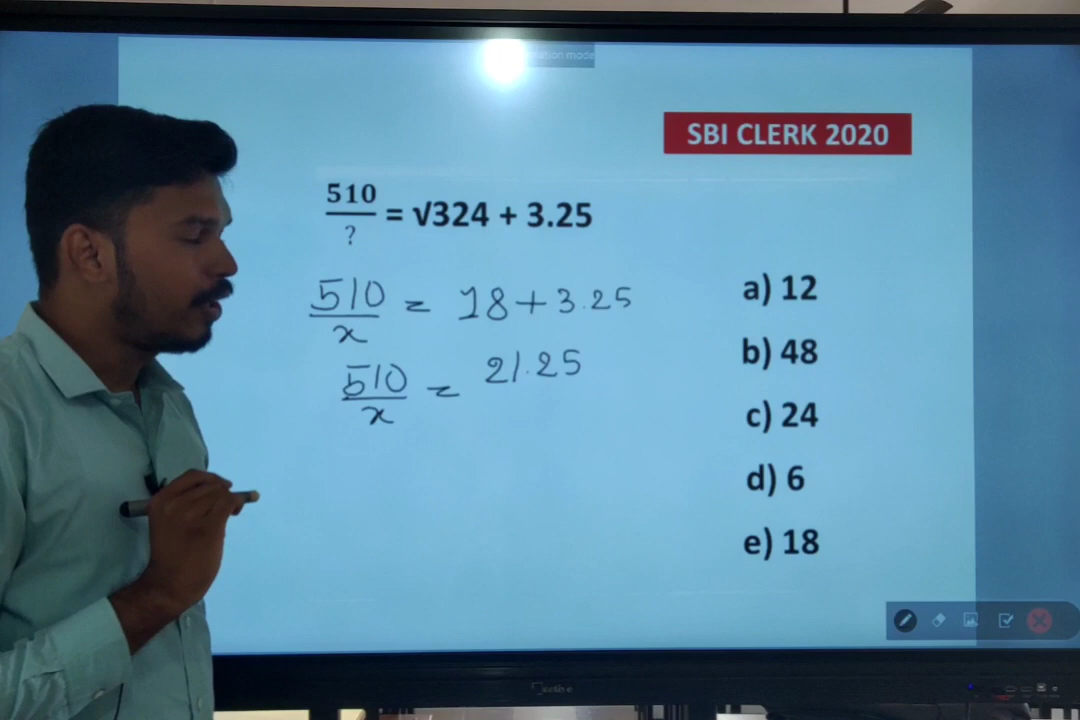 SBI CLERK 2020
510/? = √324 + 3.25
510/x = 18+3.25
510/x = 21.25
a) 12
b) 48
c) 24
d) 6
e) 18